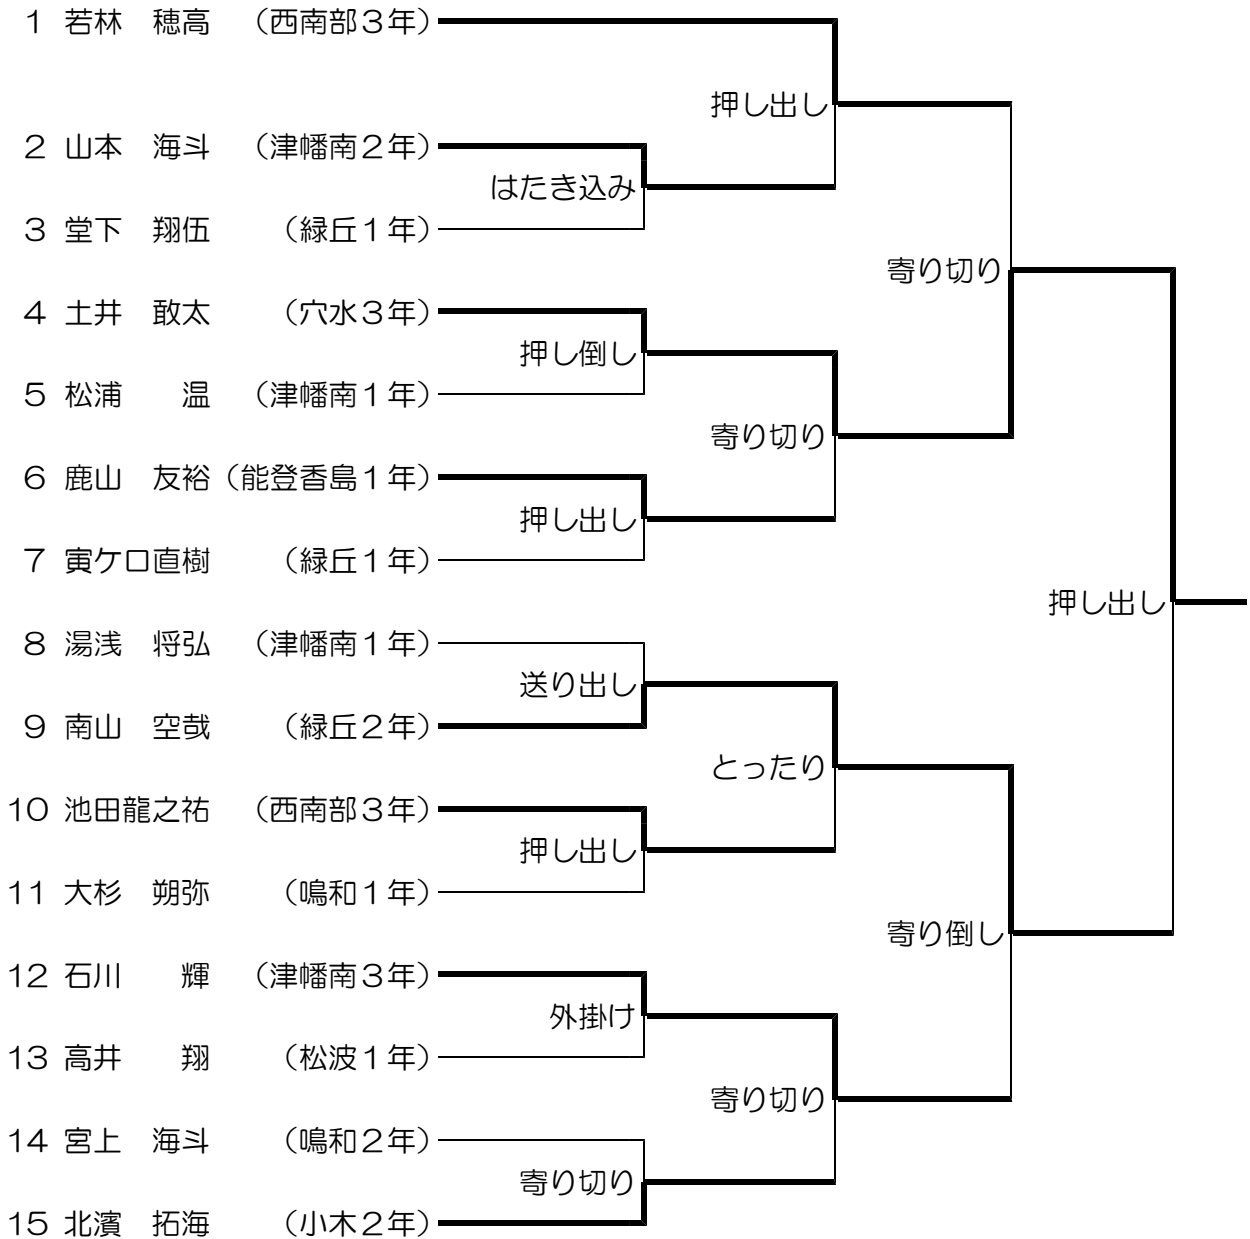 1 若林　穂高　（西南部３年）
押し出し
2 山本　海斗　（津幡南２年）
はたき込み
3 堂下　翔伍　（緑丘１年）
寄り切り
4 土井　敢太　（穴水３年）
押し倒し
5 松浦　　温　（津幡南１年）
寄り切り
6 鹿山　友裕（能登香島１年）
押し出し
7 寅ケ口直樹　（緑丘１年）
押し出し
8 湯浅　将弘　（津幡南１年）
送り出し
9 南山　空哉　（緑丘２年）
とったり
10 池田龍之祐　（西南部３年）
押し出し
11 大杉　朔弥　（鳴和１年）
寄り倒し
12 石川　　輝　（津幡南３年）
外掛け
13 高井　　翔　（松波１年）
寄り切り
14 宮上　海斗　（鳴和２年）
寄り切り
15 北濱　拓海　（小木２年）